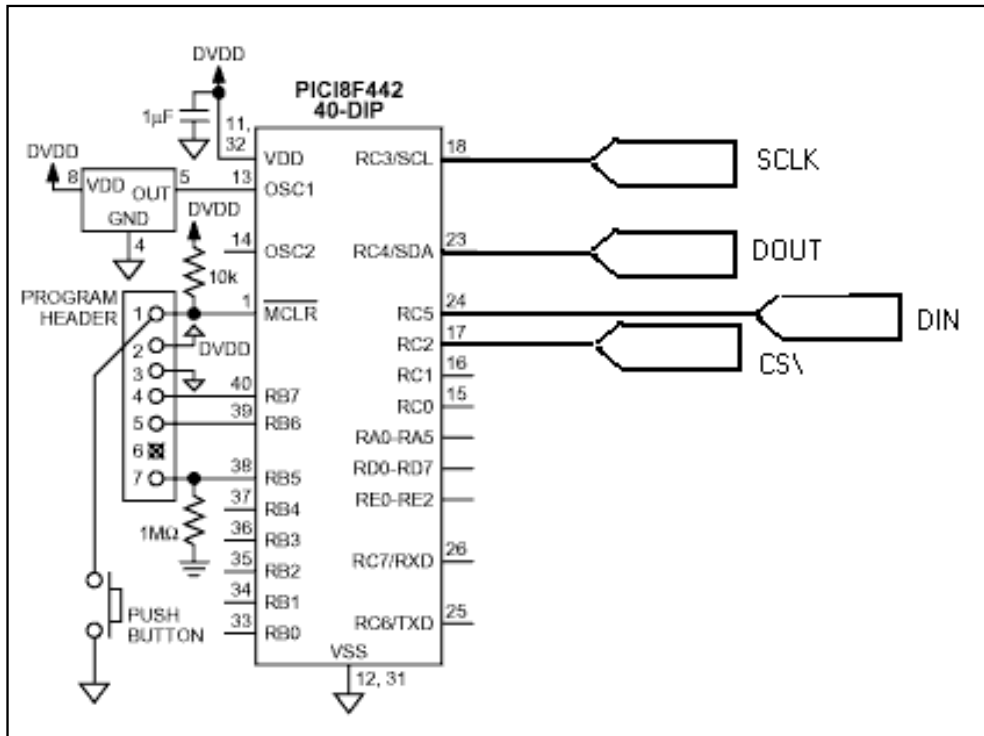 DVDD
PICI8F442
40-DIP
1µF
11,
32
VDD
RC3/SCL
18
SCLK
DVDD
8
VDD
OUT
5
13
OSC1
GND
4
DVDD
14
OSC2
RC4/SDA
23
DOUT
10k
PROGRAM
HEADER
1
1
MCLR
RC5
24
DIN
2
DVDD
RC2
17
CS\
3
RC1
16
4
40
RB7
RC0
15
5
39
RB6
RA0-RA5
6
RD0-RD7
7
38
RB5
RE0-RE2
37
RB4
1MΩ
36
RB3
RC7/RXD
26
35
RB2
34
RB1
RC6/TXD
25
PUSH
BUTTON
33
RB0
VSS
12, 31